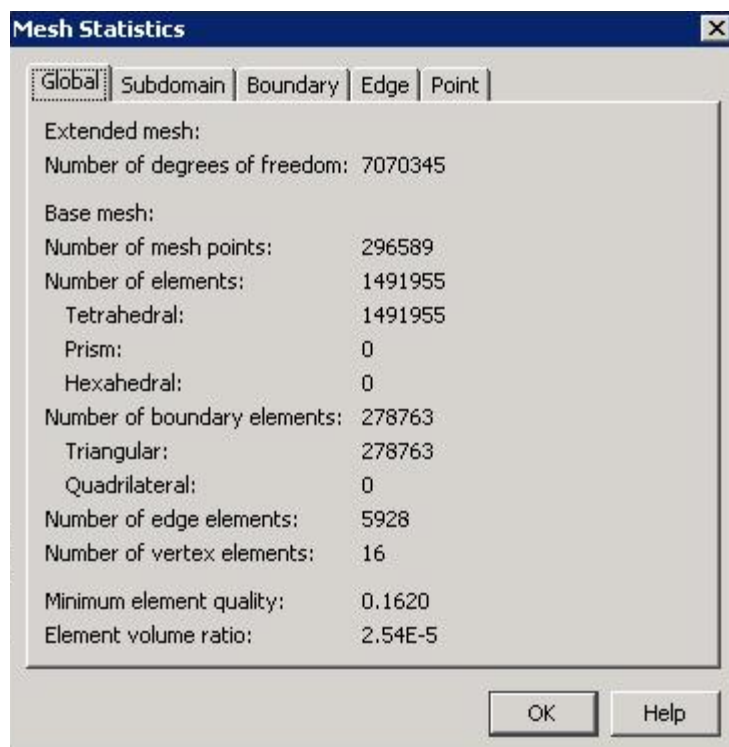 Mesh Statistics
Global Subdomain Boundary Edge Point
Extended mesh:
Number of degrees of freedom: 7070345
Base mesh:
Number of mesh points: 296589
Number of elements: 1491955
Tetrahedral: 1491955
Prism: 0
Hexahedral: 0
Number of boundary elements: 278763
Triangular: 278763
Quadrilateral: 0
Number of edge elements: 5928
Number of vertex elements: 16
Minimum element quality: 0.1620
Element volume ratio: 2.54E-5
OK Help